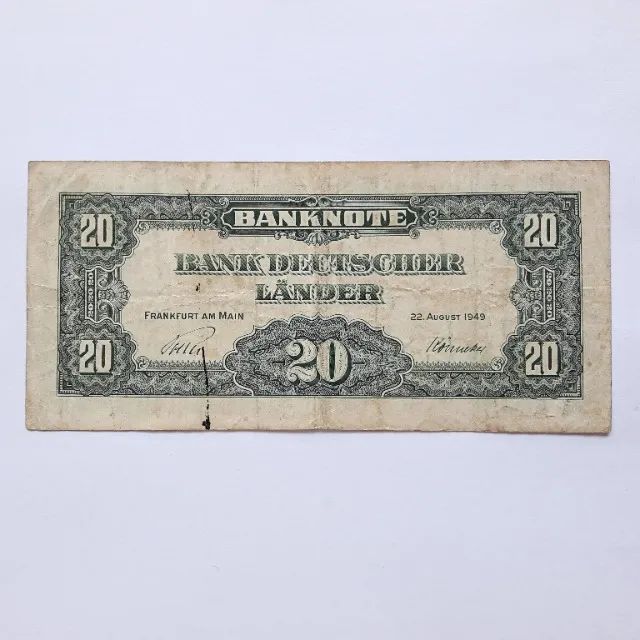 BANKNOTE
20
20
BANK DEUTSCHER
LÄNDER
FRANKFURT AM MAIN
22. AUGUST 1949
20
20
20